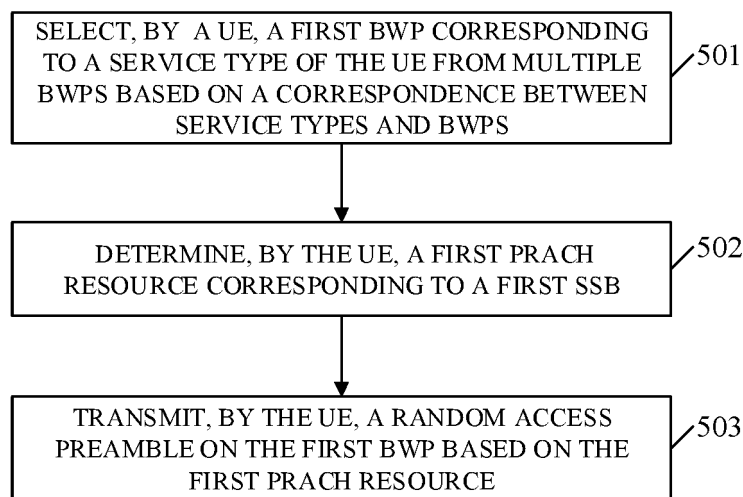 SELECT, BY A UE, A FIRST BWP CORRESPONDING
TO A SERVICE TYPE OF THE UE FROM MULTIPLE
BWPS BASED ON A CORRESPONDENCE BETWEEN
SERVICE TYPES AND BWPS
501
DETERMINE, BY THE UE, A FIRST PRACH
RESOURCE CORRESPONDING TO A FIRST SSB
502
TRANSMIT, BY THE UE, A RANDOM ACCESS
PREAMBLE ON THE FIRST BWP BASED ON THE
FIRST PRACH RESOURCE
503